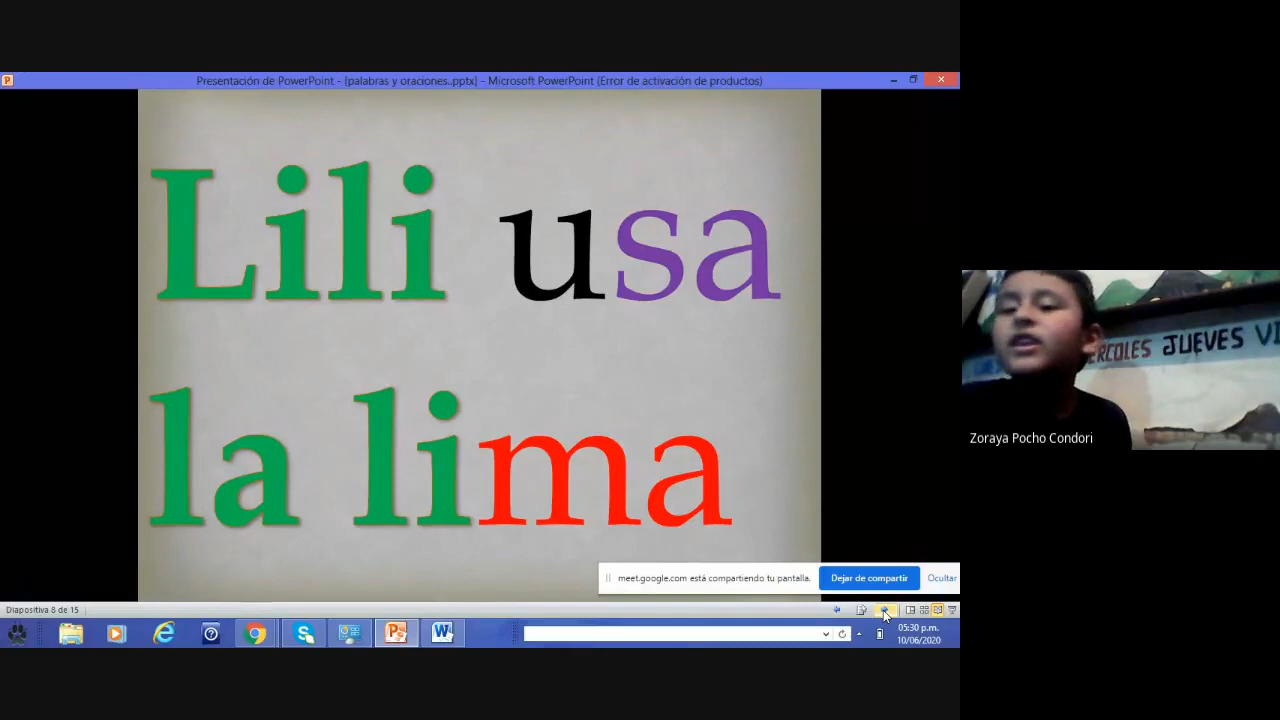 Presentación de PowerPoint - [palabras y oraciones..pptx] - Microsoft PowerPoint (Error de activación de productos)
Lili usa
la lima
ERCOLES JUEVES VI
Zoraya Pocho Condori
meet.google.com está compartiendo tu pantalla.
Dejar de compartir
Ocultar
Diapositiva 8 de 15
05:30 p.m.
10/06/2020